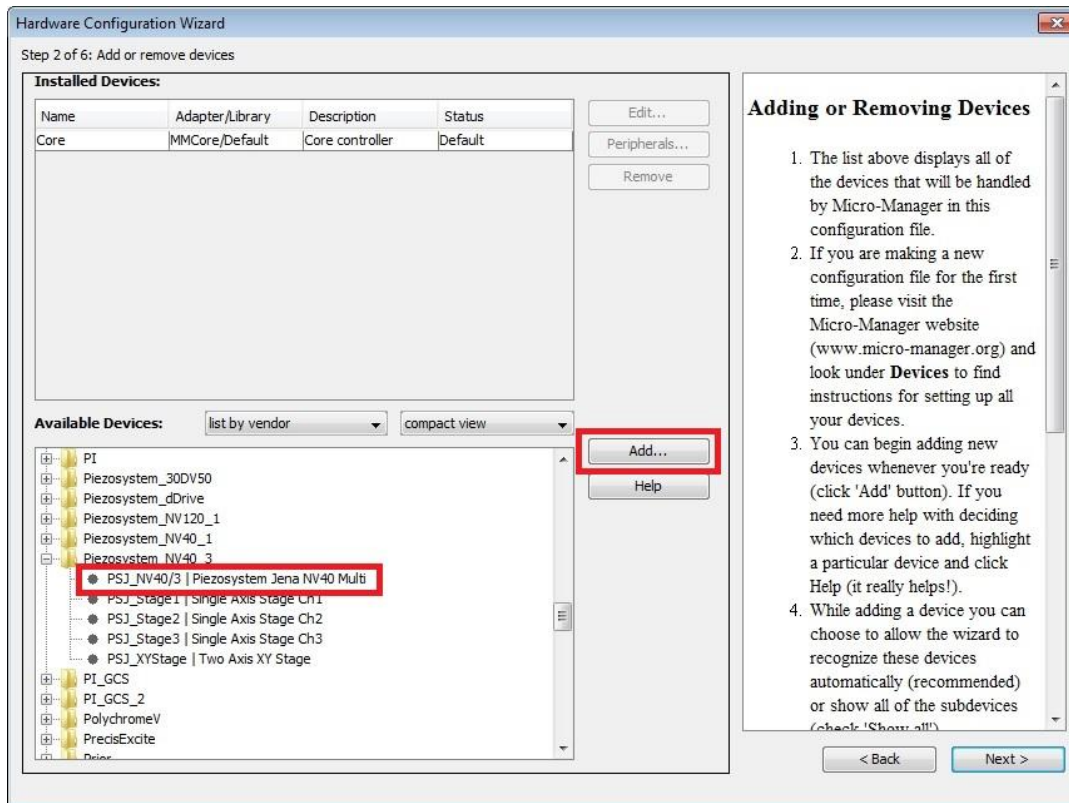 Hardware Configuration Wizard
Step 2 of 6: Add or remove devices
Installed Devices:
Name Adapter/Library Description Status
Core MMCore/Default Core controller Default
Edit...
Peripherals...
Remove
Available Devices: list by vendor compact view
PI
Piezosystem_30DV50
Piezosystem_dDrive
Piezosystem_NV120_1
Piezosystem_NV40_1
Piezosystem_NV40_3
PSJ_NV40/3 | Piezosystem Jena NV40 Multi
PSJ_Stage1 | Single Axis Stage Ch1
PSJ_Stage2 | Single Axis Stage Ch2
PSJ_Stage3 | Single Axis Stage Ch3
PSJ_XYStage | Two Axis XY Stage
PI_GCS
PI_GCS_2
PolychromeV
PrecisExcite
Prior
Add...
Help
Adding or Removing Devices
1. The list above displays all of
the devices that will be handled
by Micro-Manager in this
configuration file.
2. If you are making a new
configuration file for the first
time, please visit the
Micro-Manager website
(www.micro-manager.org) and
look under Devices to find
instructions for setting up all
your devices.
3. You can begin adding new
devices whenever you're ready
(click 'Add' button). If you
need more help with deciding
which devices to add, highlight
a particular device and click
Help (it really helps!).
4. While adding a device you can
choose to allow the wizard to
recognize these devices
automatically (recommended)
or show all of the subdevices
(check 'Show all')
< Back
Next >